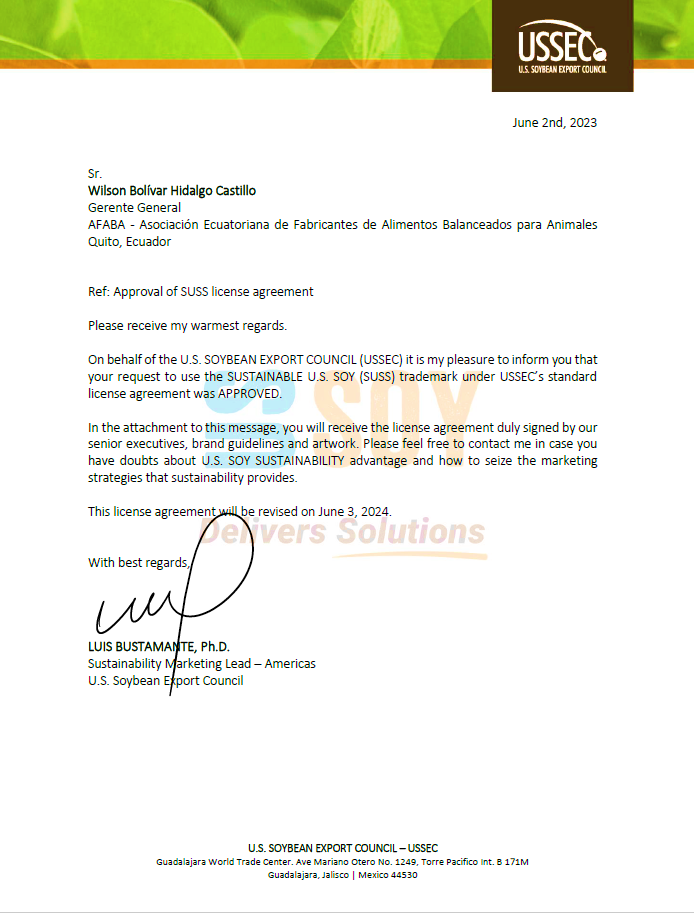 USSEC
U.S. SOYBEAN EXPORT COUNCIL
June 2nd, 2023
Sr.
Wilson Bolívar Hidalgo Castillo
Gerente General
AFABA - Asociación Ecuatoriana de Fabricantes de Alimentos Balanceados para Animales
Quito, Ecuador
Ref: Approval of SUSS license agreement
Please receive my warmest regards.
On behalf of the U.S. SOYBEAN EXPORT COUNCIL (USSEC) it is my pleasure to inform you that
your request to use the SUSTAINABLE U.S. SOY (SUSS) trademark under USSEC's standard
license agreement was APPROVED.
In the attachment to this message, you will receive the license agreement duly signed by our
senior executives, brand guidelines and artwork. Please feel free to contact me in case you
have doubts about U.S. SOY SUSTAINABILITY advantage and how to seize the marketing
strategies that sustainability provides.
This license agreement will be revised on June 3, 2024.
US SOY
Delivers Solutions
With best regards,
LUIS BUSTAMANTE, Ph.D.
Sustainability Marketing Lead – Americas
U.S. Soybean Export Council
U.S. SOYBEAN EXPORT COUNCIL – USSEC
Guadalajara World Trade Center. Ave Mariano Otero No. 1249, Torre Pacifico Int. B 171M
Guadalajara, Jalisco | Mexico 44530